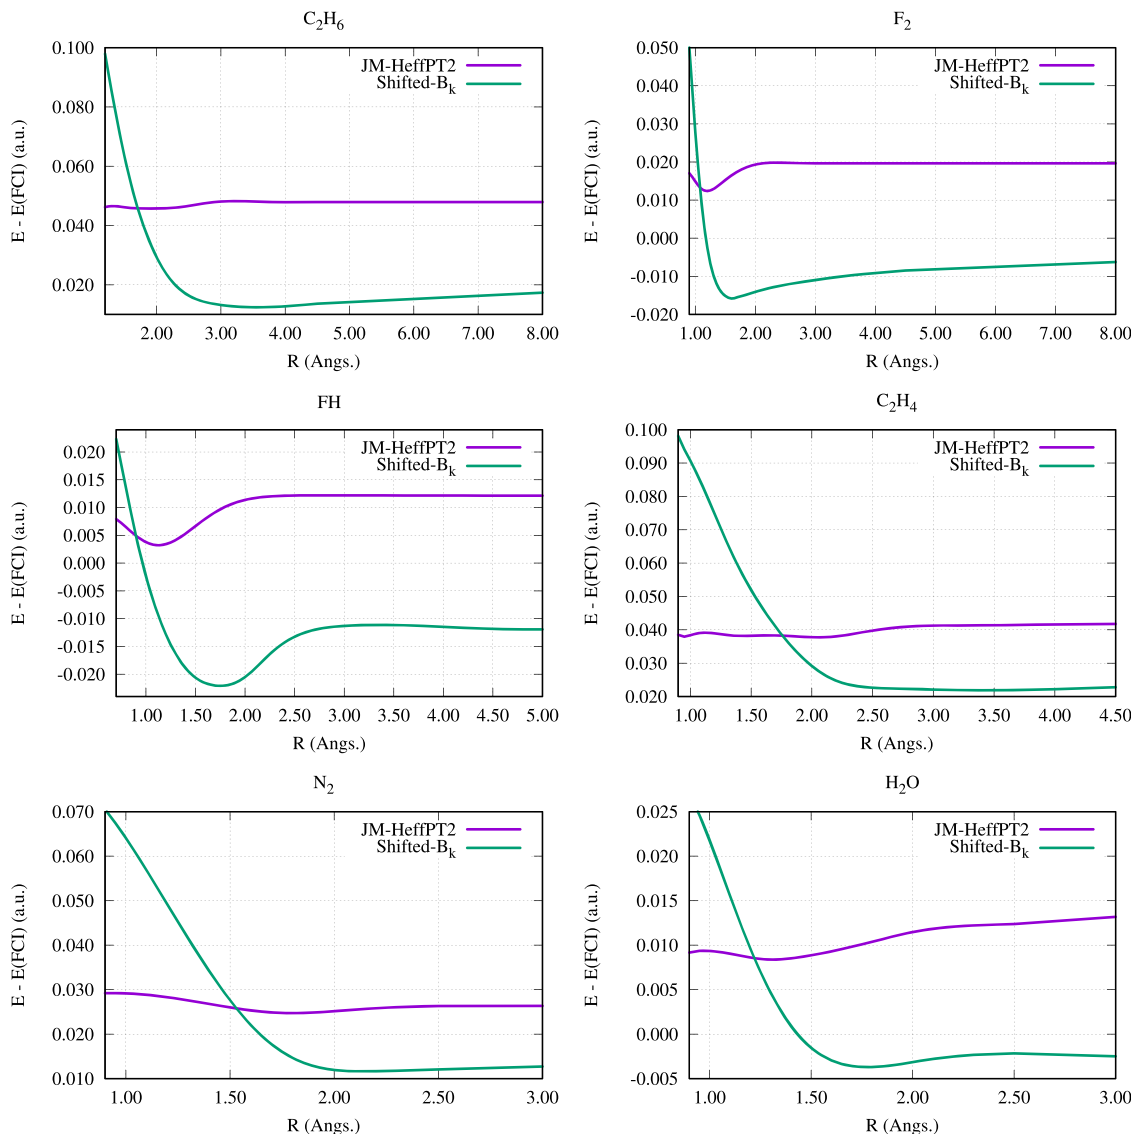 C2H6
E - E(FCI) (a.u.)
0.100
0.080
0.060
0.040
0.020
JM-HeffPT2
Shifted-Bk
2.00 3.00 4.00 5.00 6.00 7.00 8.00
R (Angs.)
F2
E - E(FCI) (a.u.)
0.050
0.040
0.030
0.020
0.010
0.000
-0.010
-0.020
JM-HeffPT2
Shifted-Bk
1.00 2.00 3.00 4.00 5.00 6.00 7.00 8.00
R (Angs.)
FH
E - E(FCI) (a.u.)
0.020
0.015
0.010
0.005
0.000
-0.005
-0.010
-0.015
-0.020
JM-HeffPT2
Shifted-Bk
1.00 1.50 2.00 2.50 3.00 3.50 4.00 4.50 5.00
R (Angs.)
C2H4
E - E(FCI) (a.u.)
0.100
0.090
0.080
0.070
0.060
0.050
0.040
0.030
0.020
JM-HeffPT2
Shifted-Bk
1.00 1.50 2.00 2.50 3.00 3.50 4.00 4.50
R (Angs.)
N2
E - E(FCI) (a.u.)
0.070
0.060
0.050
0.040
0.030
0.020
0.010
JM-HeffPT2
Shifted-Bk
1.00 1.50 2.00 2.50 3.00
R (Angs.)
H2O
E - E(FCI) (a.u.)
0.025
0.020
0.015
0.010
0.005
0.000
-0.005
JM-HeffPT2
Shifted-Bk
1.00 1.50 2.00 2.50 3.00
R (Angs.)